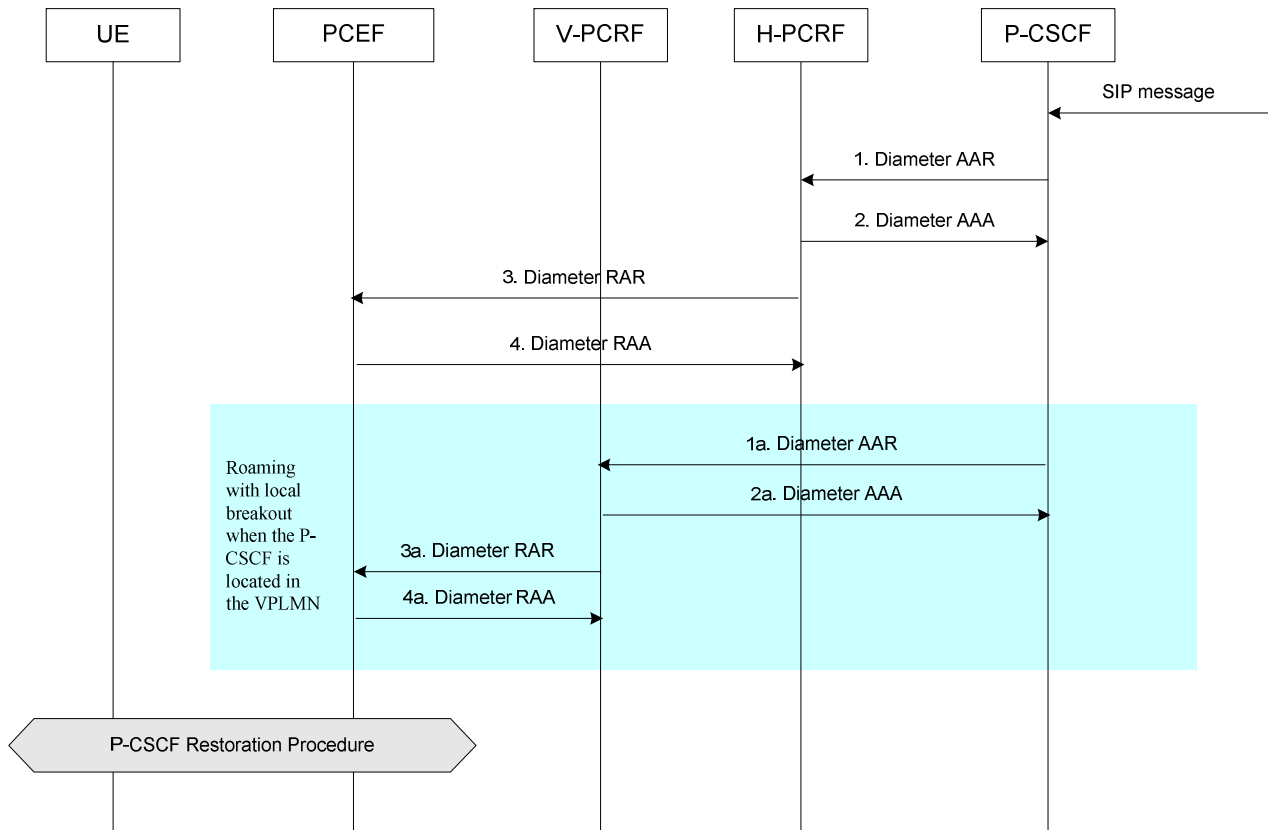 UE
PCEF
V-PCRF
H-PCRF
P-CSCF
SIP message
1. Diameter AAR
2. Diameter AAA
3. Diameter RAR
4. Diameter RAA
1a. Diameter AAR
2a. Diameter AAA
3a. Diameter RAR
4a. Diameter RAA
Roaming
with local
breakout
when the P-
CSCF is
located in
the VPLMN
P-CSCF Restoration Procedure